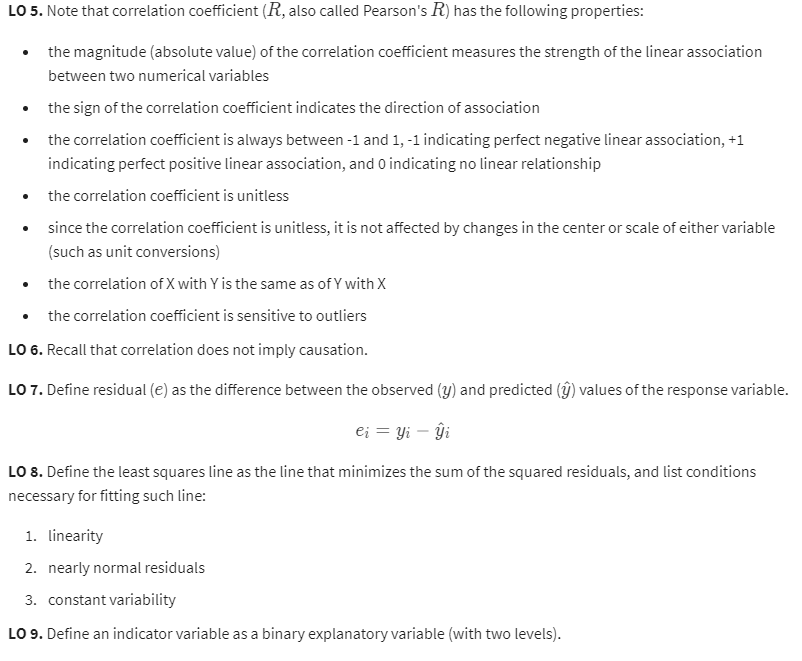 LO 5. Note that correlation coefficient (R, also called Pearson's R) has the following properties:
• the magnitude (absolute value) of the correlation coefficient measures the strength of the linear association
between two numerical variables
• the sign of the correlation coefficient indicates the direction of association
• the correlation coefficient is always between -1 and 1, -1 indicating perfect negative linear association, +1
indicating perfect positive linear association, and 0 indicating no linear relationship
• the correlation coefficient is unitless
• since the correlation coefficient is unitless, it is not affected by changes in the center or scale of either variable
(such as unit conversions)
• the correlation of X with Y is the same as of Y with X
• the correlation coefficient is sensitive to outliers
LO 6. Recall that correlation does not imply causation.
LO 7. Define residual (e) as the difference between the observed (y) and predicted (ŷ) values of the response variable.
eᵢ = yᵢ − ŷᵢ
LO 8. Define the least squares line as the line that minimizes the sum of the squared residuals, and list conditions
necessary for fitting such line:
1. linearity
2. nearly normal residuals
3. constant variability
LO 9. Define an indicator variable as a binary explanatory variable (with two levels).